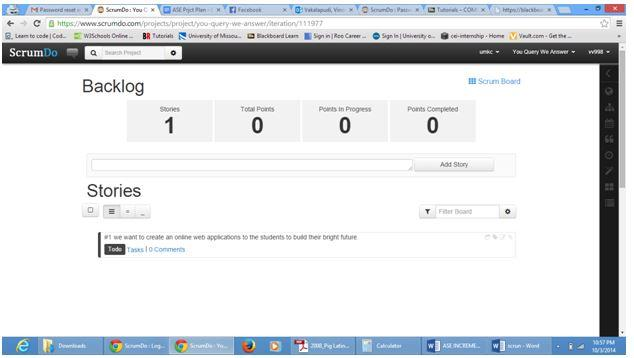 Password reset
ScrumDo : You C
ASE Prjct Plan -
Facebook
Vakalapudi, Vino
ScrumDo : Passw
Tutorials – COM
https://blackboa
https://www.scrumdo.com/projects/project/you-query-we-answer/iteration/111977
Learn to code | Cod...
W3Schools Online ...
Tutorials
University of Missou...
Blackboard Learn
Sign in | Roo Career ...
Sign In | University o...
cei-internship - Home
Vault.com - Get the ...
ScrumDo
Search Project
umkc
You Query We Answer
vv998
Backlog
Scrum Board
Stories
Total Points
Points In Progress
Points Completed
1
0
0
0
Add Story
Stories
Filter Board
#1 we want to create an online web applications to the students to build their bright future
Todo Tasks | 0 Comments
Downloads
ScrumDo : Log...
ScrumDo : Yo...
2008_Pig Latin...
Calculator
ASE INCREME...
scrun - Word
10:57 PM
10/3/2014